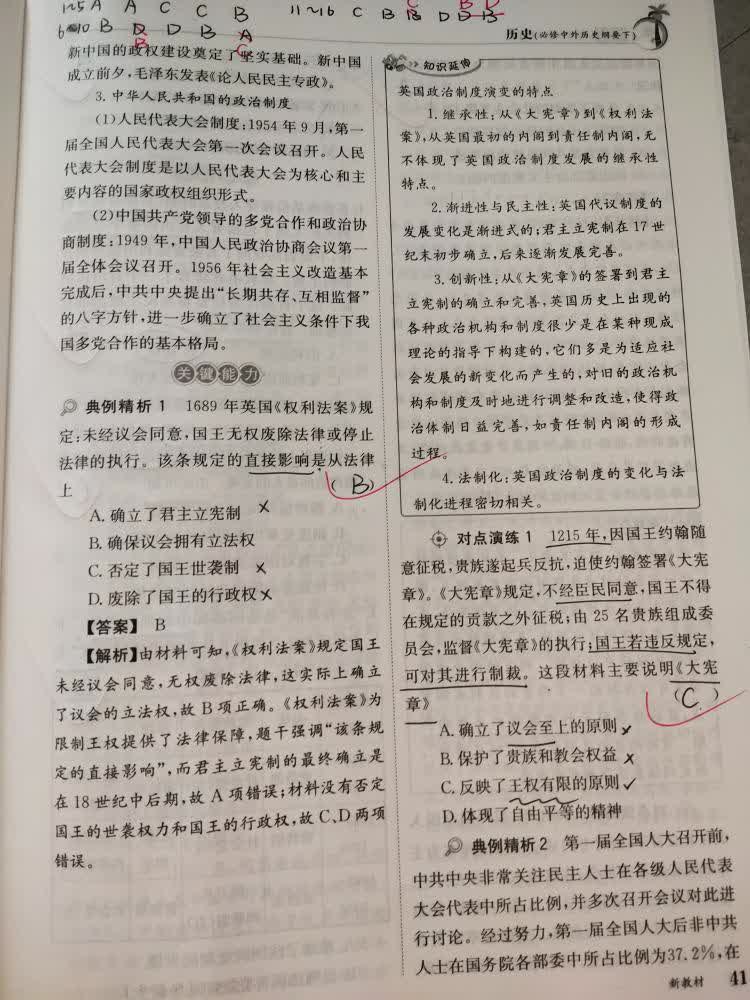 1~5 A A C C B
6~10 B D D B A
B C
11~16 C B B D D B
C B D
历史(必修中外历史纲要下)
新中国的政权建设奠定了坚实基础。新中国
成立前夕,毛泽东发表《论人民民主专政》。
3. 中华人民共和国的政治制度
(1)人民代表大会制度:1954年9月,第一
届全国人民代表大会第一次会议召开。人民
代表大会制度是以人民代表大会为核心和主
要内容的国家政权组织形式。
(2)中国共产党领导的多党合作和政治协
商制度:1949年,中国人民政治协商会议第一
届全体会议召开。1956年社会主义改造基本
完成后,中共中央提出“长期共存、互相监督”
的八字方针,进一步确立了社会主义条件下我
国多党合作的基本格局。
关键能力
典例精析1 1689年英国《权利法案》规
定:未经议会同意,国王无权废除法律或停止
法律的执行。该条规定的直接影响是从法律
上 (B)
A. 确立了君主立宪制 ×
B. 确保议会拥有立法权
C. 否定了国王世袭制 ×
D. 废除了国王的行政权 ×
【答案】 B
【解析】由材料可知,《权利法案》规定国王
未经议会同意,无权废除法律,这实际上确立
了议会的立法权,故B项正确。《权利法案》为
限制王权提供了法律保障,题干强调“该条规
定的直接影响”,而君主立宪制的最终确立是
在18世纪中后期,故A项错误;材料没有否定
国王的世袭权力和国王的行政权,故C、D两项
错误。
知识延伸
英国政治制度演变的特点
1. 继承性:从《大宪章》到《权利法
案》,从英国最初的内阁到责任制内阁,无
不体现了英国政治制度发展的继承性
特点。
2. 渐进性与民主性:英国代议制度的
发展变化是渐进式的;君主立宪制在17世
纪末初步确立,后来逐渐发展完善。
3. 创新性:从《大宪章》的签署到君主
立宪制的确立和完善,英国历史上出现的
各种政治机构和制度很少是在某种现成
理论的指导下构建的,它们多是为适应社
会发展的新变化而产生的,对旧的政治机
构和制度及时地进行调整和改造,使得政
治体制日益完善,如责任制内阁的形成
过程。
4. 法制化:英国政治制度的变化与法
制化进程密切相关。
对点演练1 1215年,因国王约翰随
意征税,贵族遂起兵反抗,迫使约翰签署《大宪
章》。《大宪章》规定,不经臣民同意,国王不得
在规定的贡款之外征税;由25名贵族组成委
员会,监督《大宪章》的执行;国王若违反规定,
可对其进行制裁。这段材料主要说明《大宪
章》 (C)
A. 确立了议会至上的原则 ×
B. 保护了贵族和教会权益 ×
C. 反映了王权有限的原则 ✓
D. 体现了自由平等的精神
典例精析2 第一届全国人大召开前,
中共中央非常关注民主人士在各级人民代表
大会代表中所占比例,并多次召开会议对此进
行讨论。经过努力,第一届全国人大后非中共
人士在国务院各部委中所占比例为37.2%,在
新教材 41